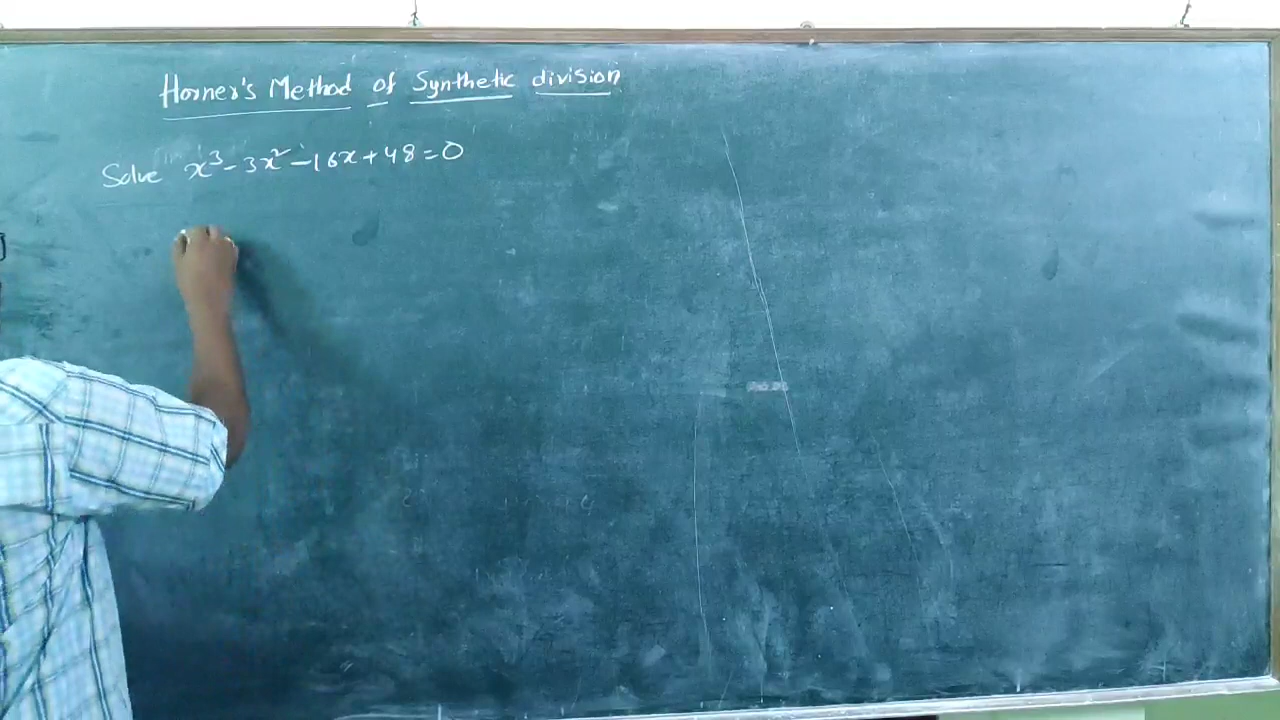 Horner's Method of Synthetic division
Solve x³-3x²-16x+48=0